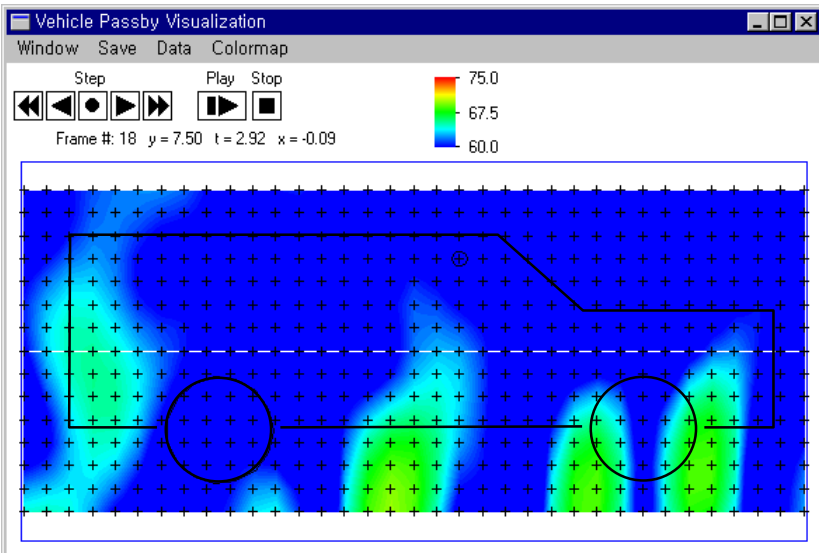 Vehicle Passby Visualization
Window Save Data Colormap
Step Play Stop
Frame #: 18 y = 7.50 t = 2.92 x = -0.09
75.0
67.5
60.0